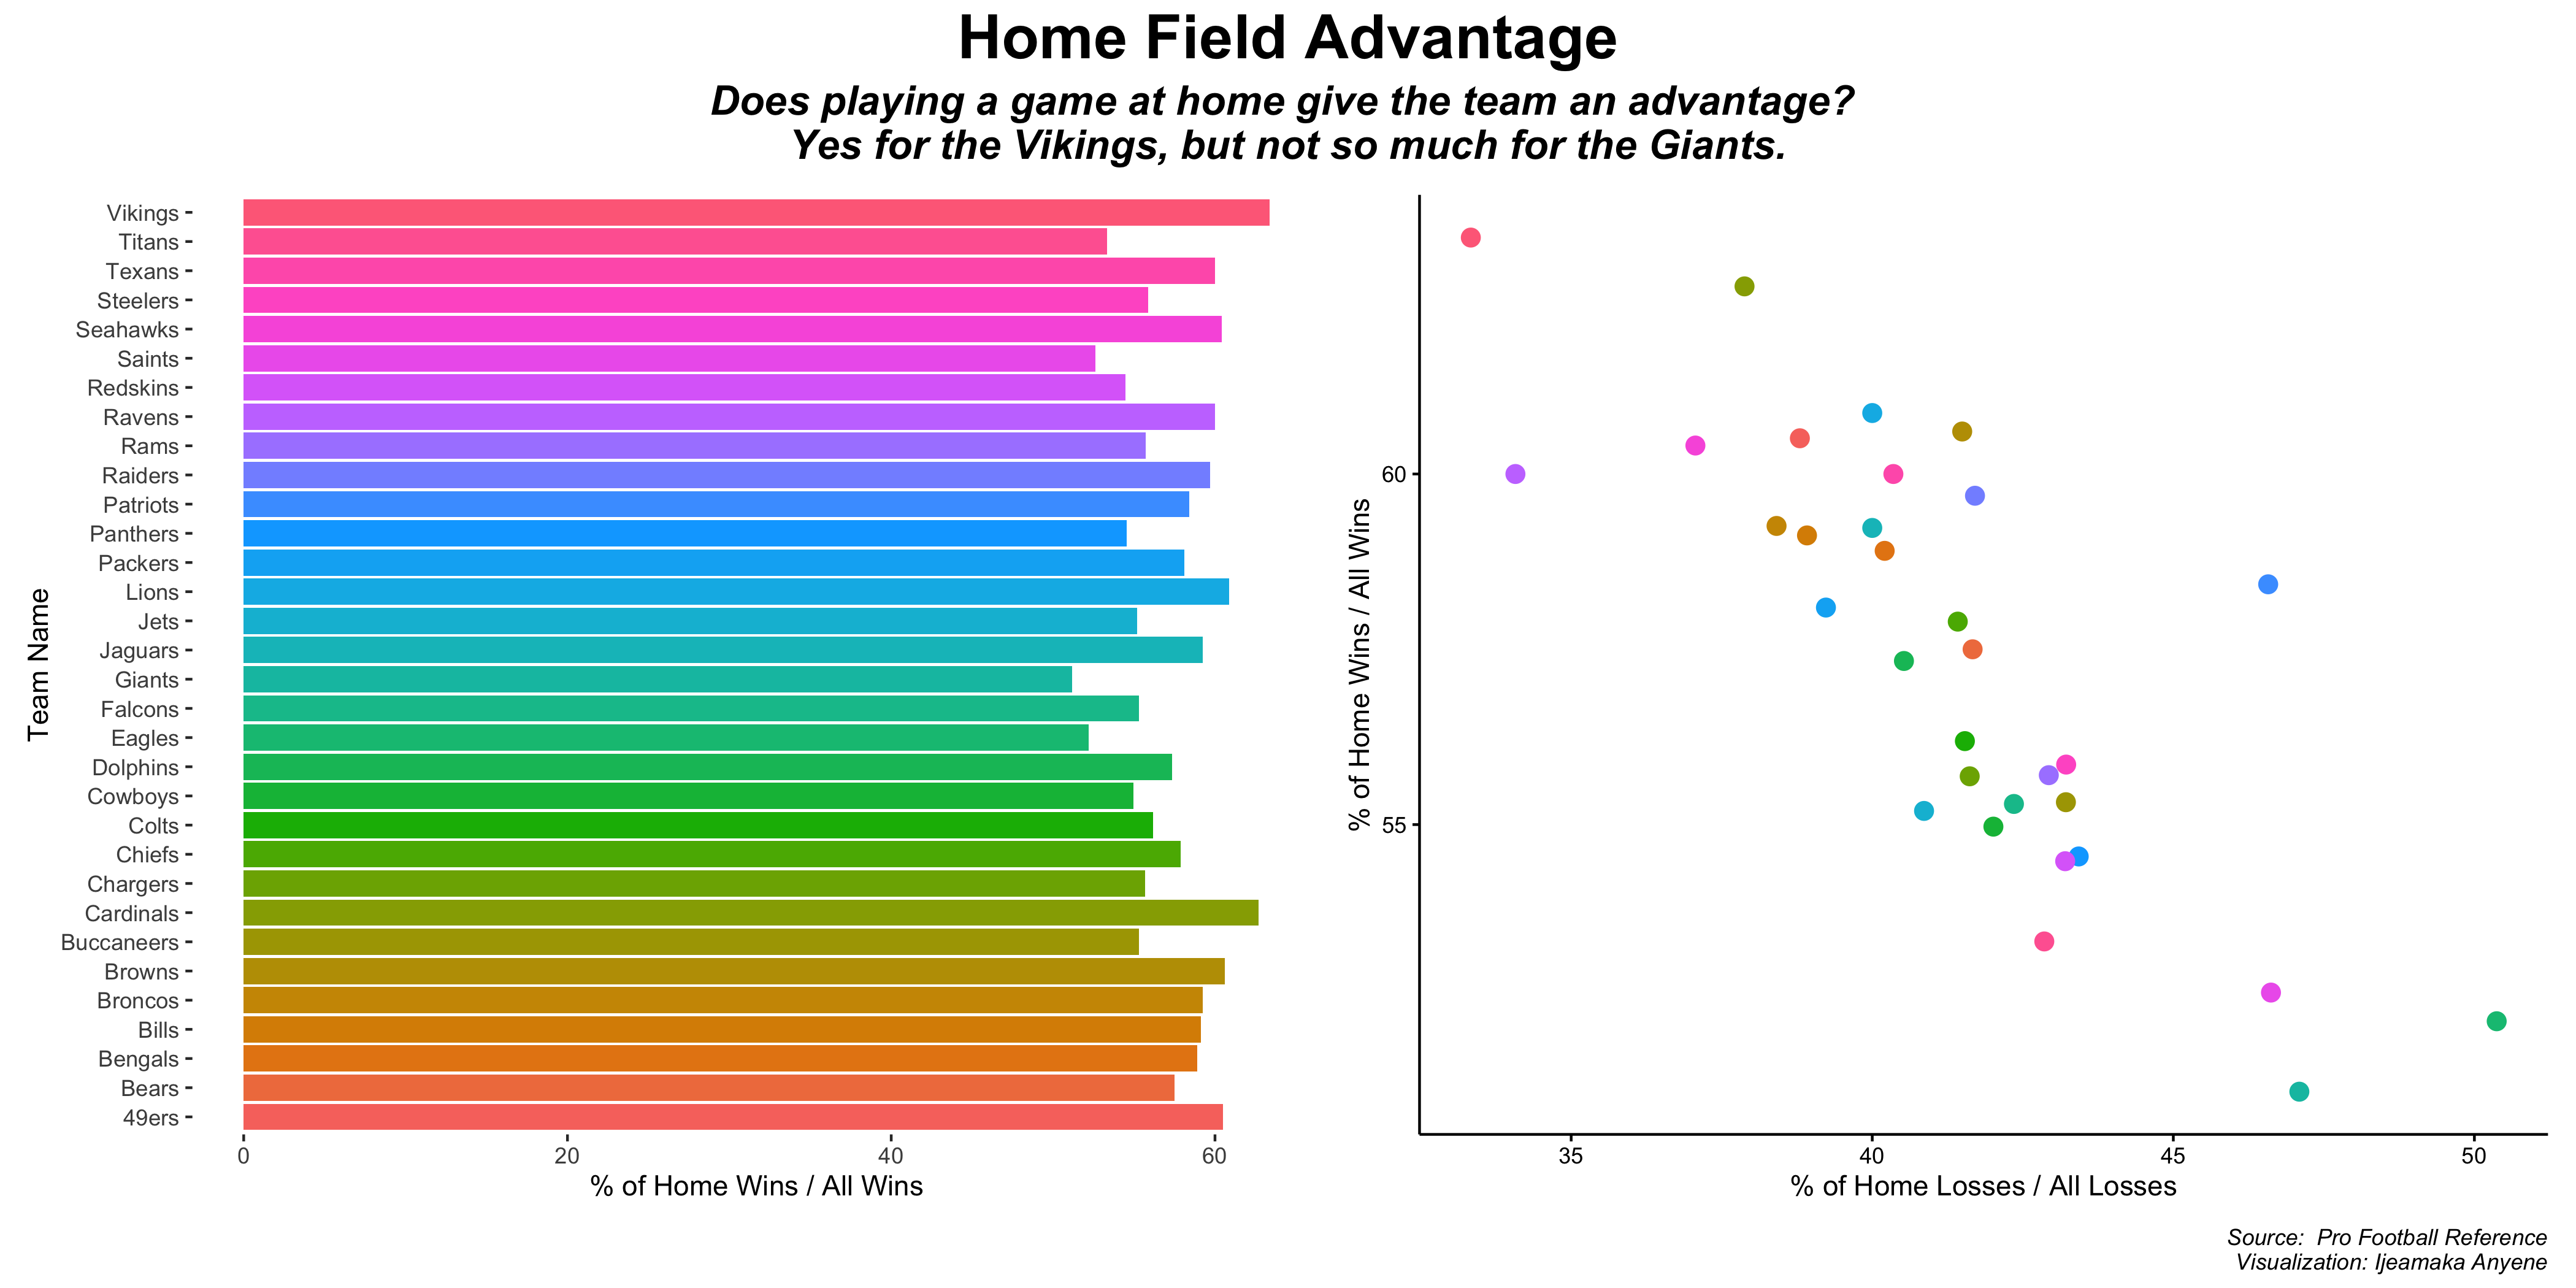 Home Field Advantage
Does playing a game at home give the team an advantage?
Yes for the Vikings, but not so much for the Giants.
Team Name
Vikings
Titans
Texans
Steelers
Seahawks
Saints
Redskins
Ravens
Rams
Raiders
Patriots
Panthers
Packers
Lions
Jets
Jaguars
Giants
Falcons
Eagles
Dolphins
Cowboys
Colts
Chiefs
Chargers
Cardinals
Buccaneers
Browns
Broncos
Bills
Bengals
Bears
49ers
0 20 40 60
% of Home Wins / All Wins
% of Home Wins / All Wins
60
55
35 40 45 50
% of Home Losses / All Losses
Source:  Pro Football Reference
Visualization: Ijeamaka Anyene